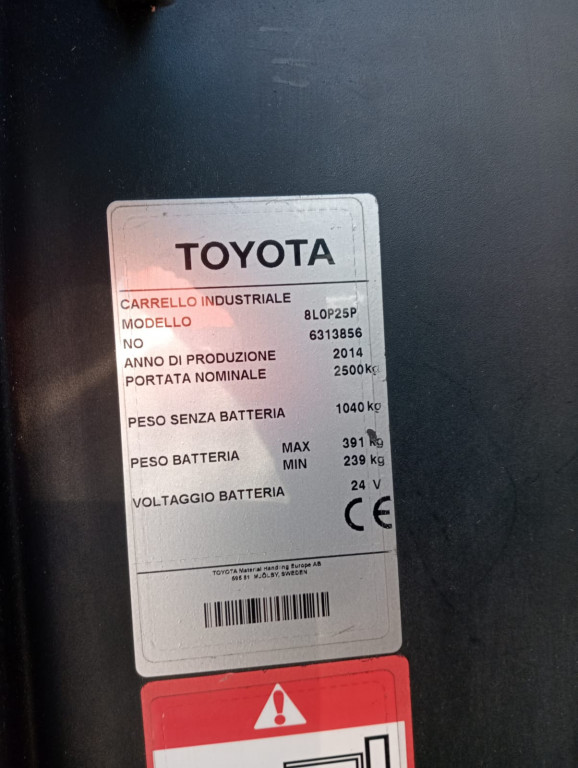 TOYOTA
CARRELLO INDUSTRIALE
MODELLO 8LOP25P
NO 6313856
ANNO DI PRODUZIONE 2014
PORTATA NOMINALE 2500kg
PESO SENZA BATTERIA 1040 kg
PESO BATTERIA MAX 391 kg
MIN 239 kg
VOLTAGGIO BATTERIA 24 V
CE
TOYOTA Material Handling Europe AB
595 81 MJÖLBY, SWEDEN